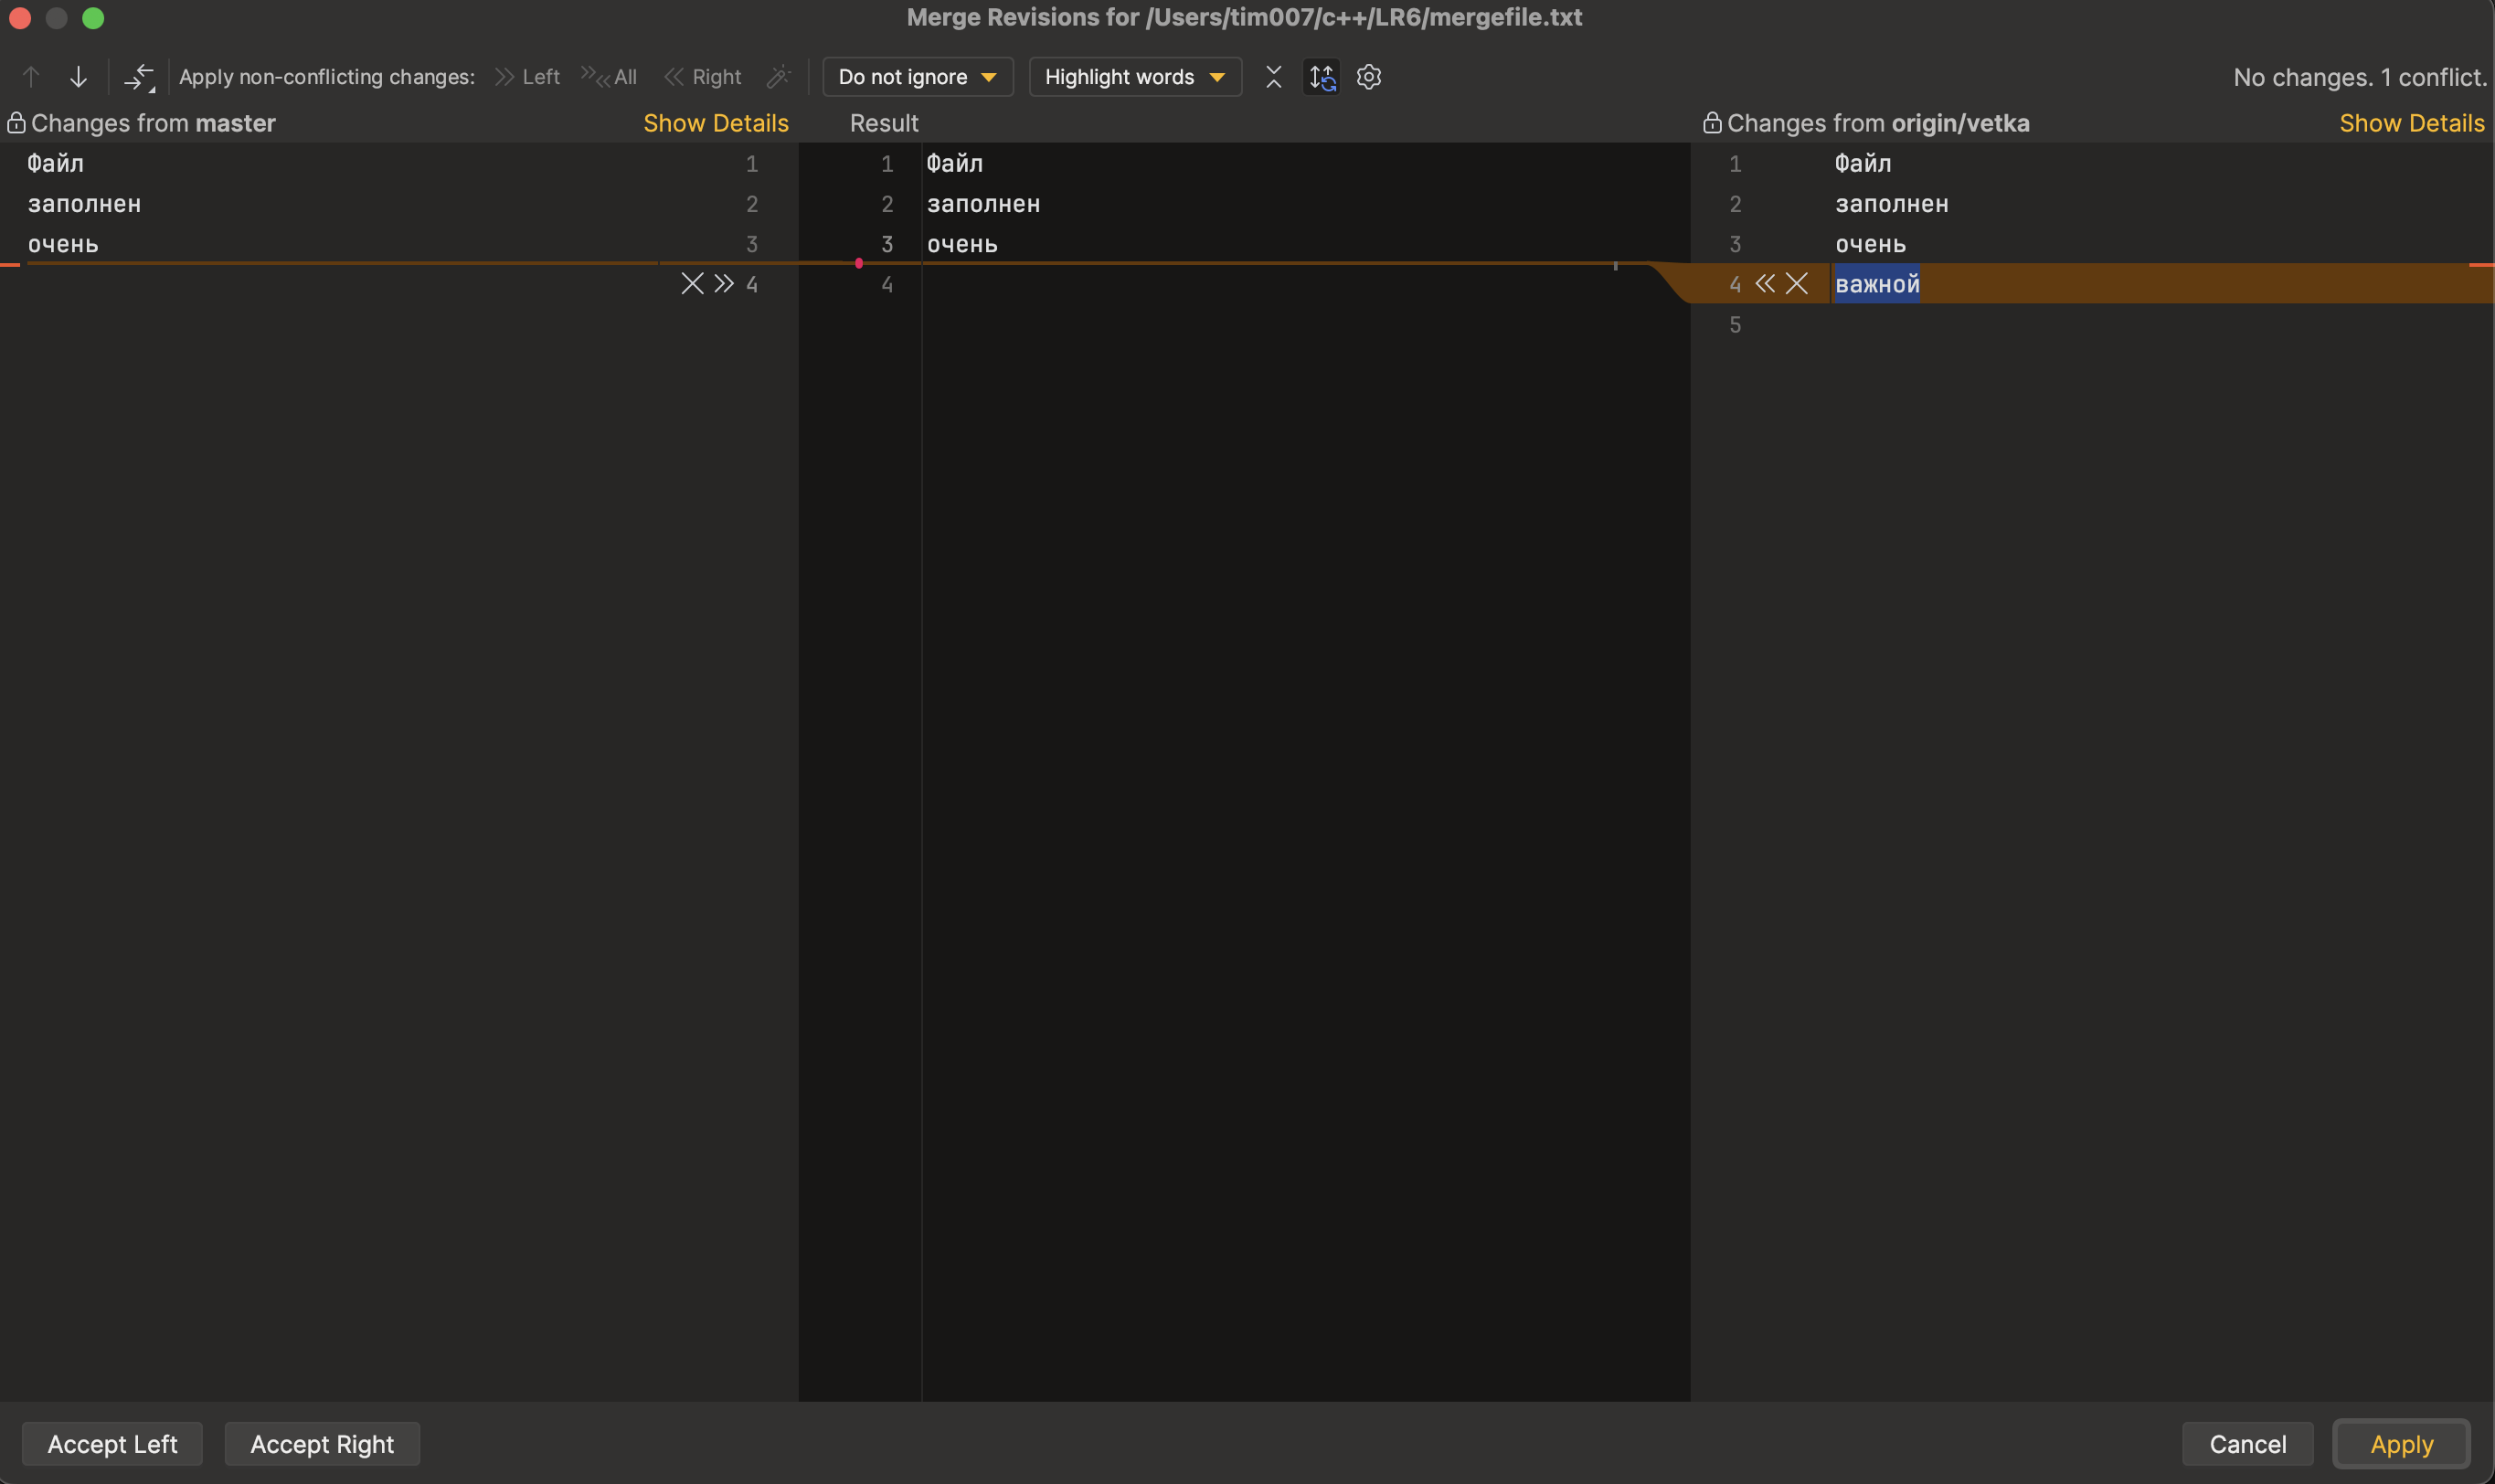 Merge Revisions for /Users/tim007/c++/LR6/mergefile.txt
Apply non-conflicting changes: Left All Right Do not ignore Highlight words No changes. 1 conflict.
Changes from master Show Details Result Changes from origin/vetka Show Details
Файл 1 1 Файл 1 Файл
заполнен 2 2 заполнен 2 заполнен
очень 3 3 очень 3 очень
4 4 4 важной
5
Accept Left Accept Right Cancel Apply